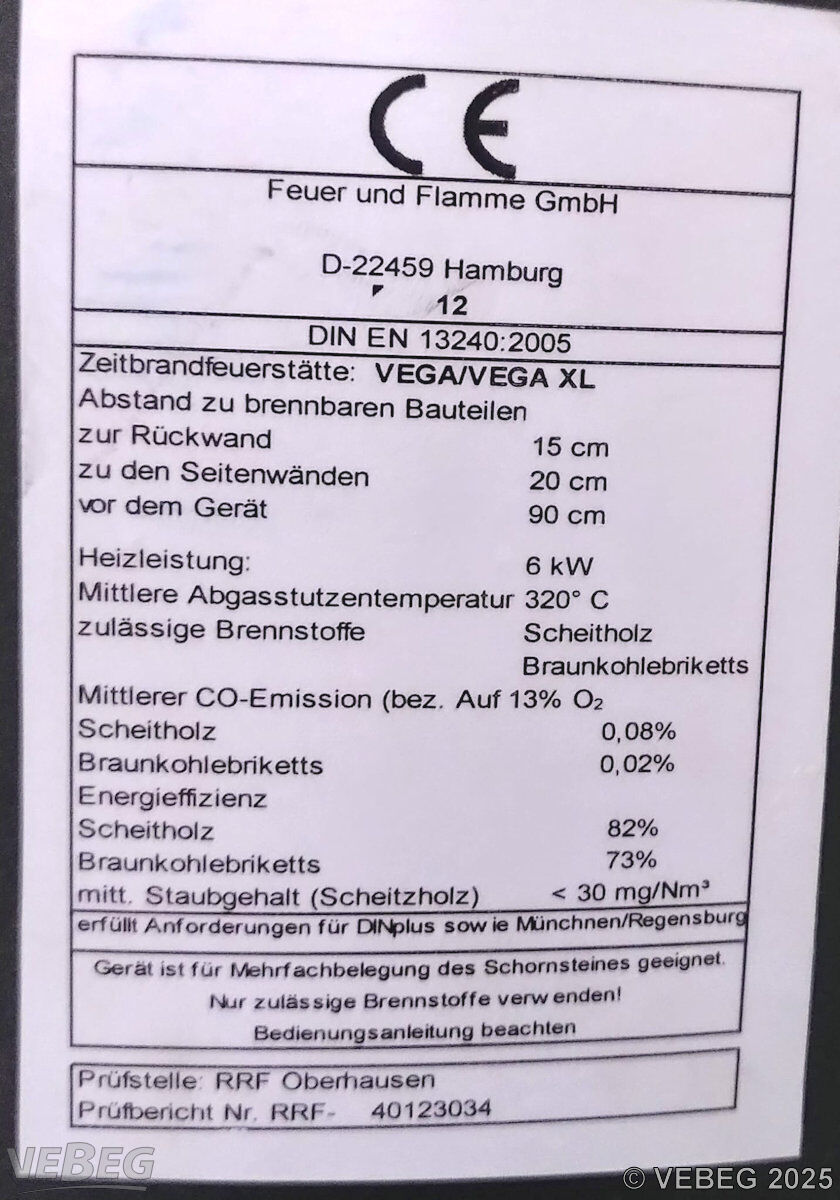 CE
Feuer und Flamme GmbH
D-22459 Hamburg
12
DIN EN 13240:2005
Zeitbrandfeuerstätte: VEGA/VEGA XL
Abstand zu brennbaren Bauteilen
zur Rückwand 15 cm
zu den Seitenwänden 20 cm
vor dem Gerät 90 cm
Heizleistung: 6 kW
Mittlere Abgasstutzentemperatur 320° C
zulässige Brennstoffe Scheitholz
Braunkohlebriketts
Mittlerer CO-Emission (bez. Auf 13% O₂
Scheitholz 0,08%
Braunkohlebriketts 0,02%
Energieffizienz
Scheitholz 82%
Braunkohlebriketts 73%
mitt. Staubgehalt (Scheitzholz) < 30 mg/Nm³
erfüllt Anforderungen für DINplus sowie Münchnen/Regensburg
Gerät ist für Mehrfachbelegung des Schornsteines geeignet.
Nur zulässige Brennstoffe verwenden!
Bedienungsanleitung beachten
Prüfstelle: RRF Oberhausen
Prüfbericht Nr. RRF- 40123034
VEBEG
© VEBEG 2025